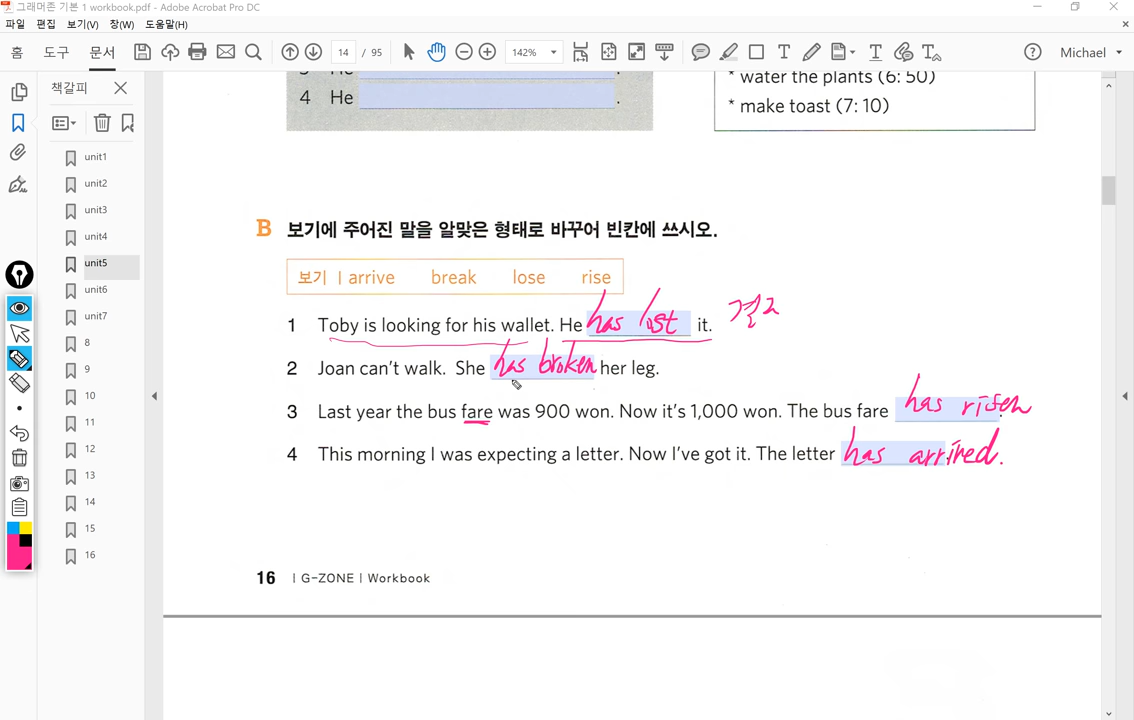 그래머존 기본 1 workbook.pdf - Adobe Acrobat Pro DC
파일 편집 보기(V) 창(W) 도움말(H)
홈 도구 문서 14 / 95 142% Michael
책갈피
unit1
unit2
unit3
unit4
unit5
unit6
unit7
8
9
10
11
12
13
14
15
16
3 He .
4 He .
* water the plants (6: 50)
* make toast (7: 10)
B 보기에 주어진 말을 알맞은 형태로 바꾸어 빈칸에 쓰시오.
보기 | arrive break lose rise
1 Toby is looking for his wallet. He has lost it. 결과
2 Joan can't walk. She has broken her leg.
3 Last year the bus fare was 900 won. Now it's 1,000 won. The bus fare has risen.
4 This morning I was expecting a letter. Now I've got it. The letter has arrived.
16 | G-ZONE | Workbook